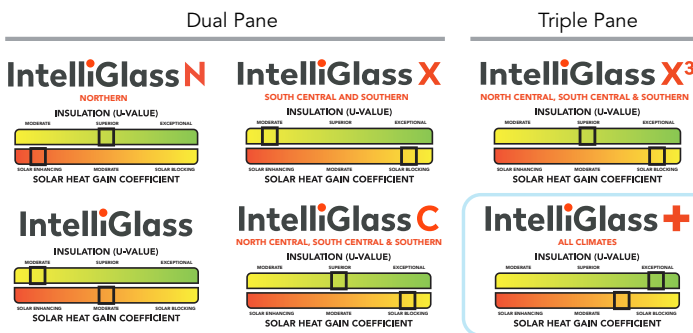 Dual Pane
Triple Pane
IntelliGlass N
NORTHERN
INSULATION (U-VALUE)
MODERATE SUPERIOR EXCEPTIONAL
SOLAR ENHANCING MODERATE SOLAR BLOCKING
SOLAR HEAT GAIN COEFFICIENT
IntelliGlass X
SOUTH CENTRAL AND SOUTHERN
INSULATION (U-VALUE)
MODERATE SUPERIOR EXCEPTIONAL
SOLAR ENHANCING MODERATE SOLAR BLOCKING
SOLAR HEAT GAIN COEFFICIENT
IntelliGlass X³
NORTH CENTRAL, SOUTH CENTRAL & SOUTHERN
INSULATION (U-VALUE)
MODERATE SUPERIOR EXCEPTIONAL
SOLAR ENHANCING MODERATE SOLAR BLOCKING
SOLAR HEAT GAIN COEFFICIENT
IntelliGlass
INSULATION (U-VALUE)
MODERATE SUPERIOR EXCEPTIONAL
SOLAR ENHANCING MODERATE SOLAR BLOCKING
SOLAR HEAT GAIN COEFFICIENT
IntelliGlass C
NORTH CENTRAL, SOUTH CENTRAL & SOUTHERN
INSULATION (U-VALUE)
MODERATE SUPERIOR EXCEPTIONAL
SOLAR ENHANCING MODERATE SOLAR BLOCKING
SOLAR HEAT GAIN COEFFICIENT
IntelliGlass +
ALL CLIMATES
INSULATION (U-VALUE)
MODERATE SUPERIOR EXCEPTIONAL
SOLAR ENHANCING MODERATE SOLAR BLOCKING
SOLAR HEAT GAIN COEFFICIENT